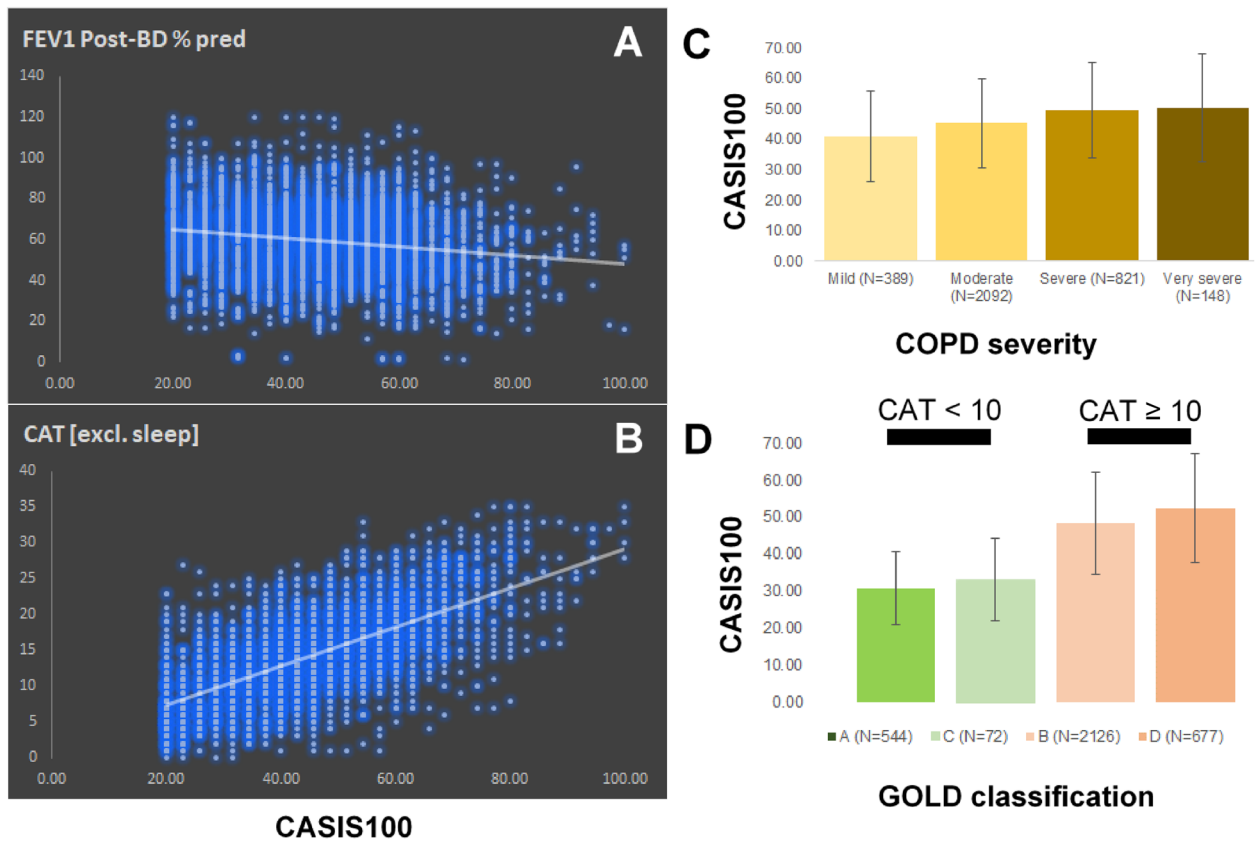 FEV1 Post-BD % pred
A
140
120
100
80
60
40
20
0
0.00 20.00 40.00 60.00 80.00 100.00
CAT [excl. sleep]
B
40
35
30
25
20
15
10
5
0
0.00 20.00 40.00 60.00 80.00 100.00
CASIS100
C
CASIS100
70.00
60.00
50.00
40.00
30.00
20.00
10.00
0.00
Mild (N=389) Moderate Severe (N=821) Very severe
(N=2092) (N=148)
COPD severity
D
CAT < 10 CAT ≥ 10
CASIS100
70.00
60.00
50.00
40.00
30.00
20.00
10.00
0.00
A (N=544) C (N=72) B (N=2126) D (N=677)
GOLD classification